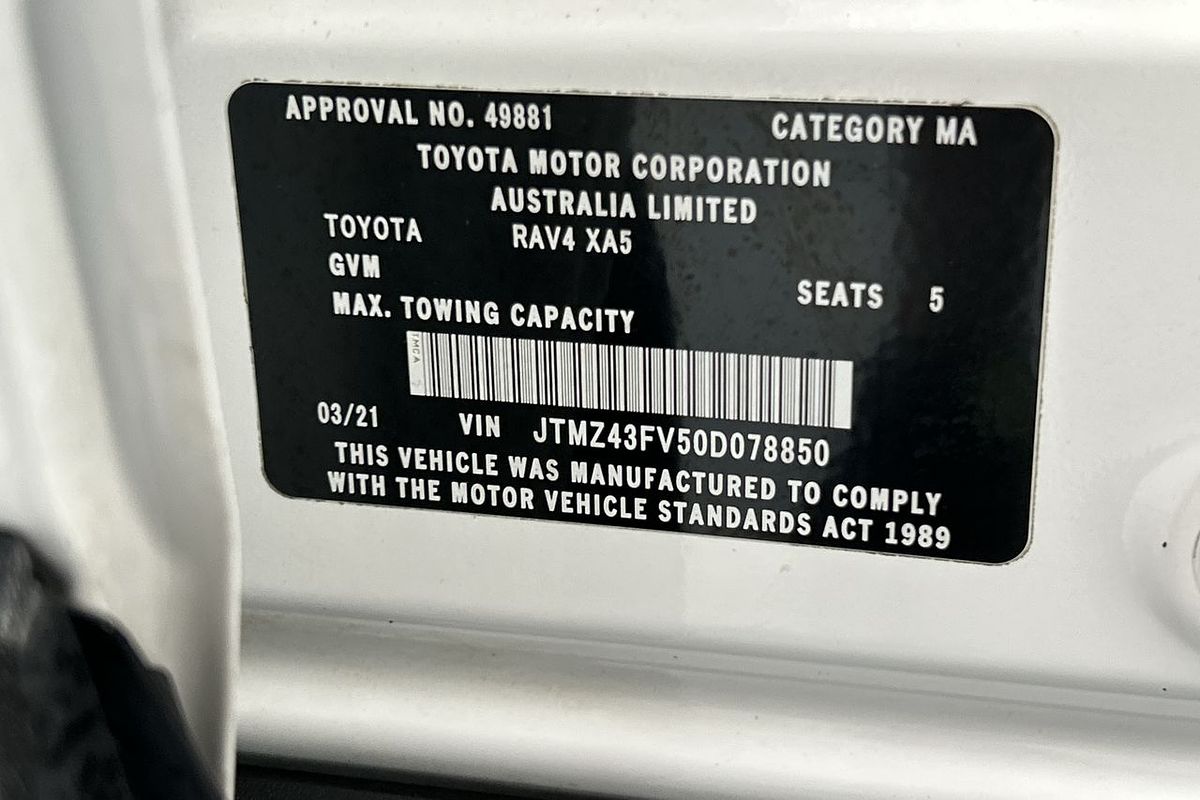 APPROVAL NO. 49881 CATEGORY MA
TOYOTA MOTOR CORPORATION
AUSTRALIA LIMITED
TOYOTA RAV4 XA5
GVM
SEATS 5
MAX. TOWING CAPACITY
TMCA
03/21 VIN JTMZ43FV50D078850
THIS VEHICLE WAS MANUFACTURED TO COMPLY
WITH THE MOTOR VEHICLE STANDARDS ACT 1989